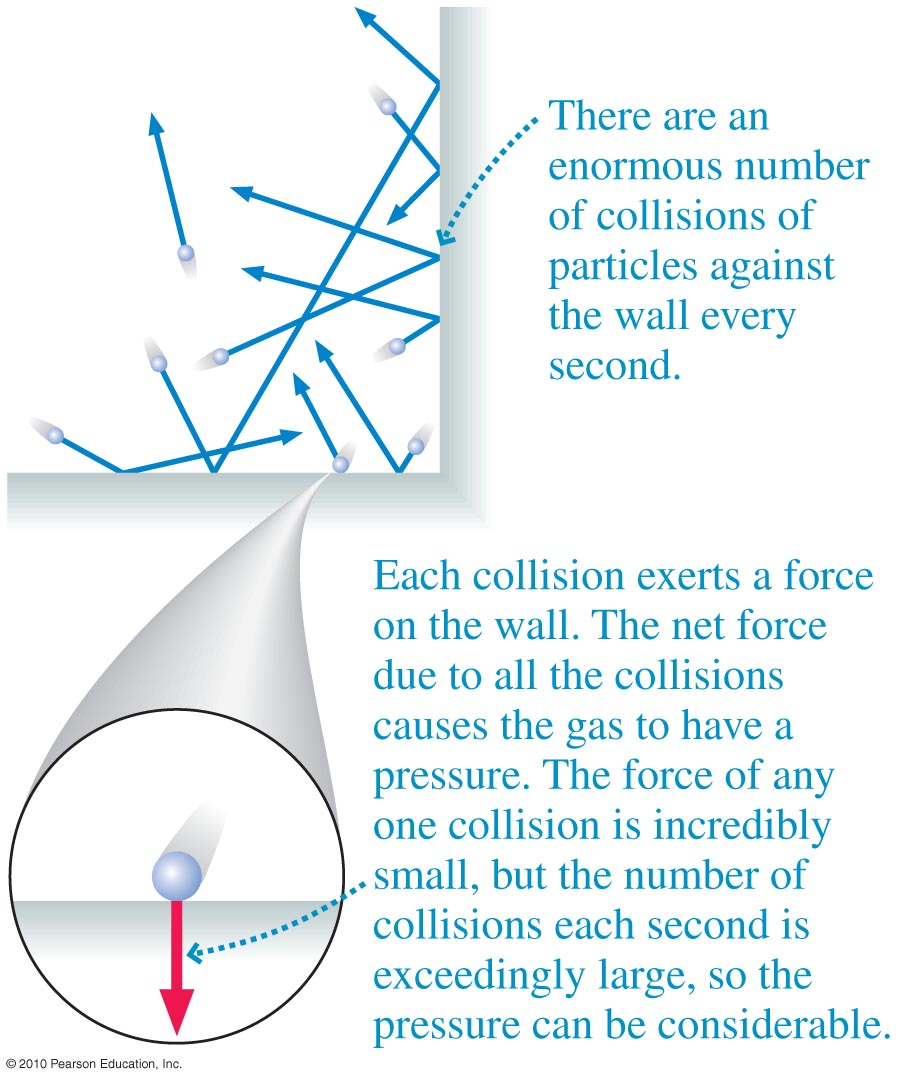 There are an
enormous number
of collisions of
particles against
the wall every
second.
Each collision exerts a force
on the wall. The net force
due to all the collisions
causes the gas to have a
pressure. The force of any
one collision is incredibly
small, but the number of
collisions each second is
exceedingly large, so the
pressure can be considerable.
© 2010 Pearson Education, Inc.